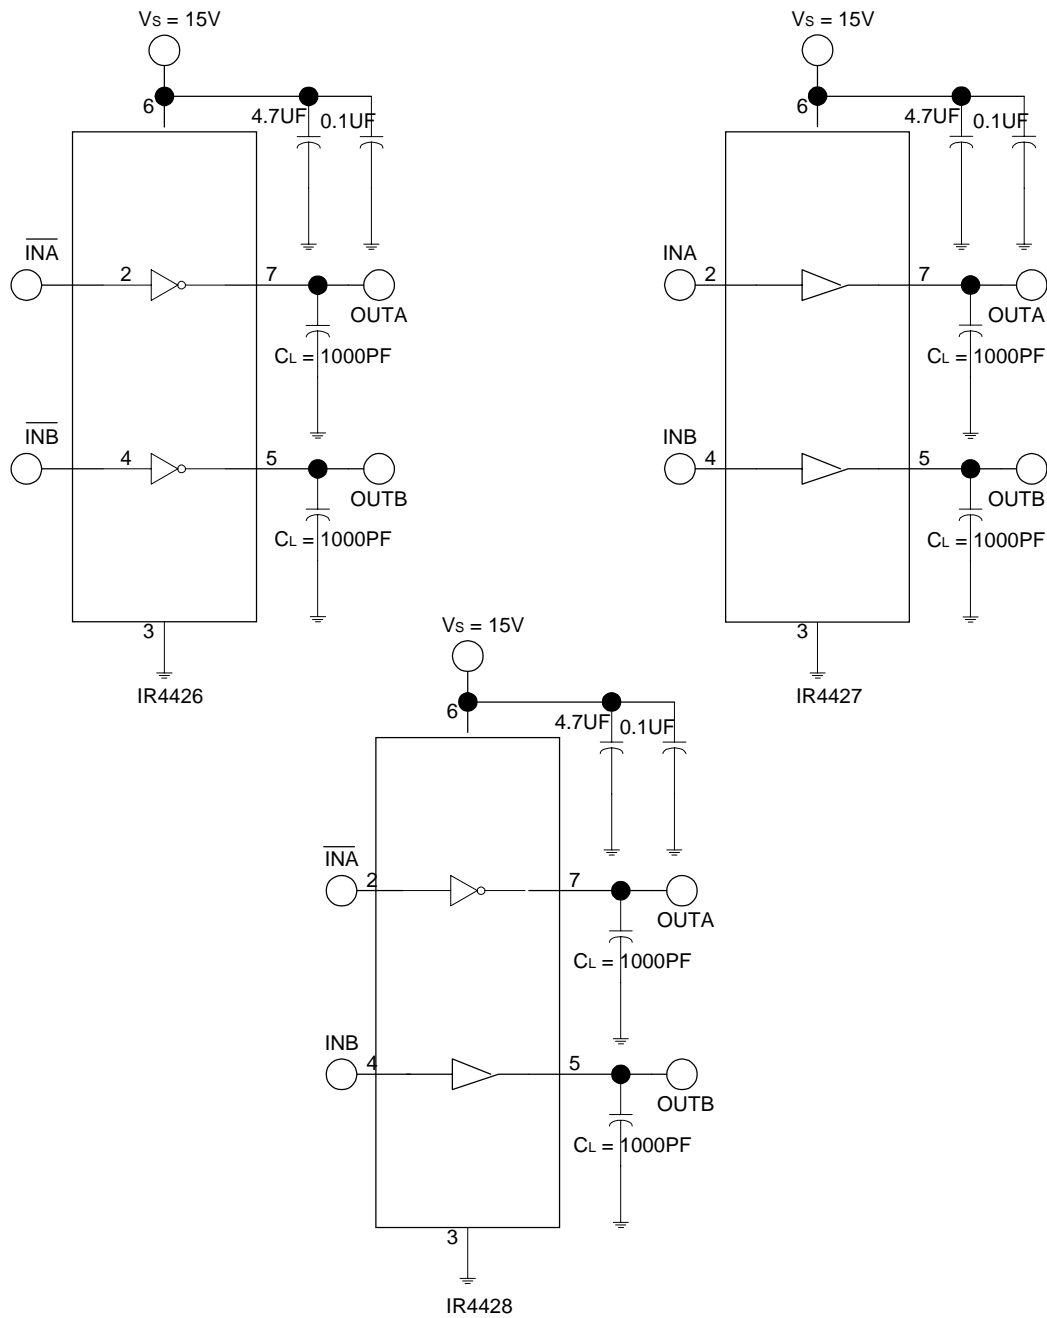 Vs = 15V
6
4.7UF
0.1UF
INA
2
7
OUTA
CL = 1000PF
INB
4
5
OUTB
CL = 1000PF
3
IR4426
Vs = 15V
6
4.7UF
0.1UF
INA
2
7
OUTA
CL = 1000PF
INB
4
5
OUTB
CL = 1000PF
3
IR4427
Vs = 15V
6
4.7UF
0.1UF
INA
2
7
OUTA
CL = 1000PF
INB
4
5
OUTB
CL = 1000PF
3
IR4428